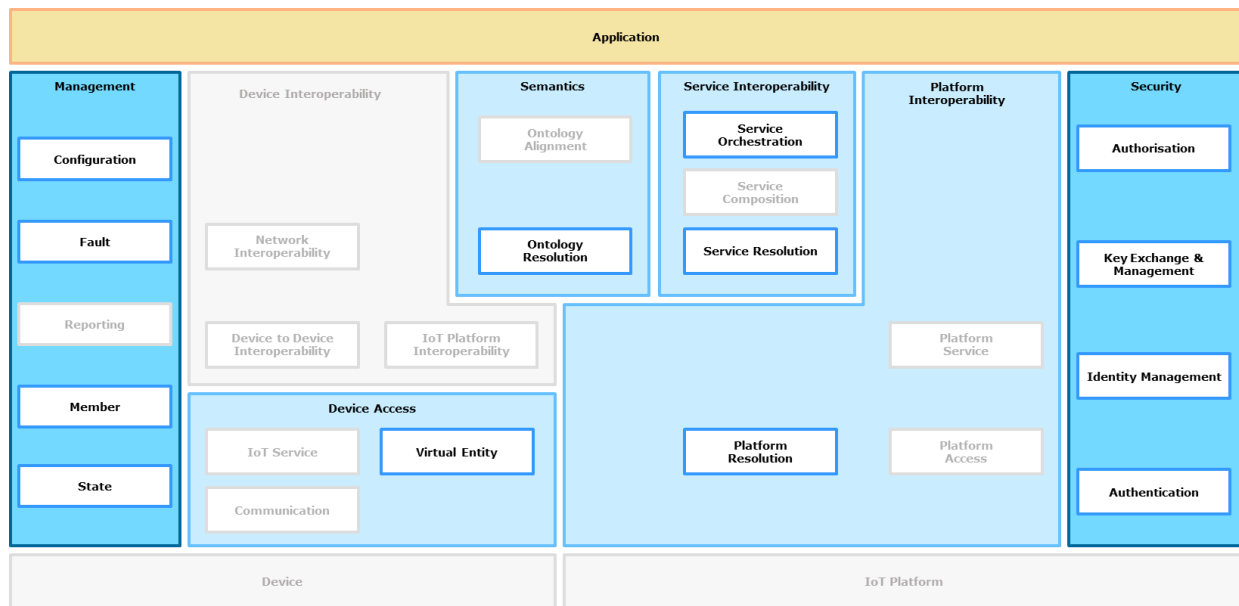 Application
Management
Configuration
Fault
Reporting
Member
State
Device Interoperability
Network
Interoperability
Device to Device
Interoperability
IoT Platform
Interoperability
Semantics
Ontology
Alignment
Ontology
Resolution
Service Interoperability
Service
Orchestration
Service
Composition
Service Resolution
Platform
Interoperability
Platform
Service
Platform
Resolution
Platform
Access
Device Access
IoT Service
Virtual Entity
Communication
Security
Authorisation
Key Exchange &
Management
Identity Management
Authentication
Device
IoT Platform